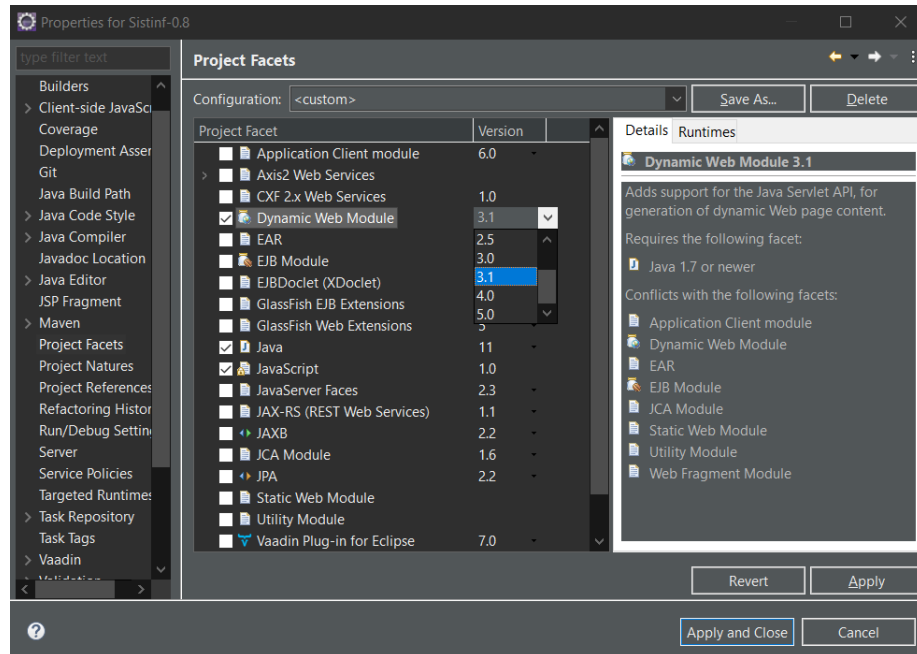 Properties for Sistinf-0.8
type filter text
Builders
Client-side JavaScri
Coverage
Deployment Asser
Git
Java Build Path
Java Code Style
Java Compiler
Javadoc Location
Java Editor
JSP Fragment
Maven
Project Facets
Project Natures
Project References
Refactoring Histor
Run/Debug Settin
Server
Service Policies
Targeted Runtimes
Task Repository
Task Tags
Vaadin
Validation
Project Facets
Configuration: <custom> Save As... Delete
Project Facet Version
Application Client module 6.0
Axis2 Web Services
CXF 2.x Web Services 1.0
Dynamic Web Module 3.1
EAR 2.5
EJB Module 3.0
EJBDoclet (XDoclet) 3.1
GlassFish EJB Extensions 4.0
5.0
GlassFish Web Extensions
Java 11
JavaScript 1.0
JavaServer Faces 2.3
JAX-RS (REST Web Services) 1.1
JAXB 2.2
JCA Module 1.6
JPA 2.2
Static Web Module
Utility Module
Vaadin Plug-in for Eclipse 7.0
Details Runtimes
Dynamic Web Module 3.1
Adds support for the Java Servlet API, for
generation of dynamic Web page content.
Requires the following facet:
Java 1.7 or newer
Conflicts with the following facets:
Application Client module
Dynamic Web Module
EAR
EJB Module
JCA Module
Static Web Module
Utility Module
Web Fragment Module
Revert Apply
Apply and Close Cancel